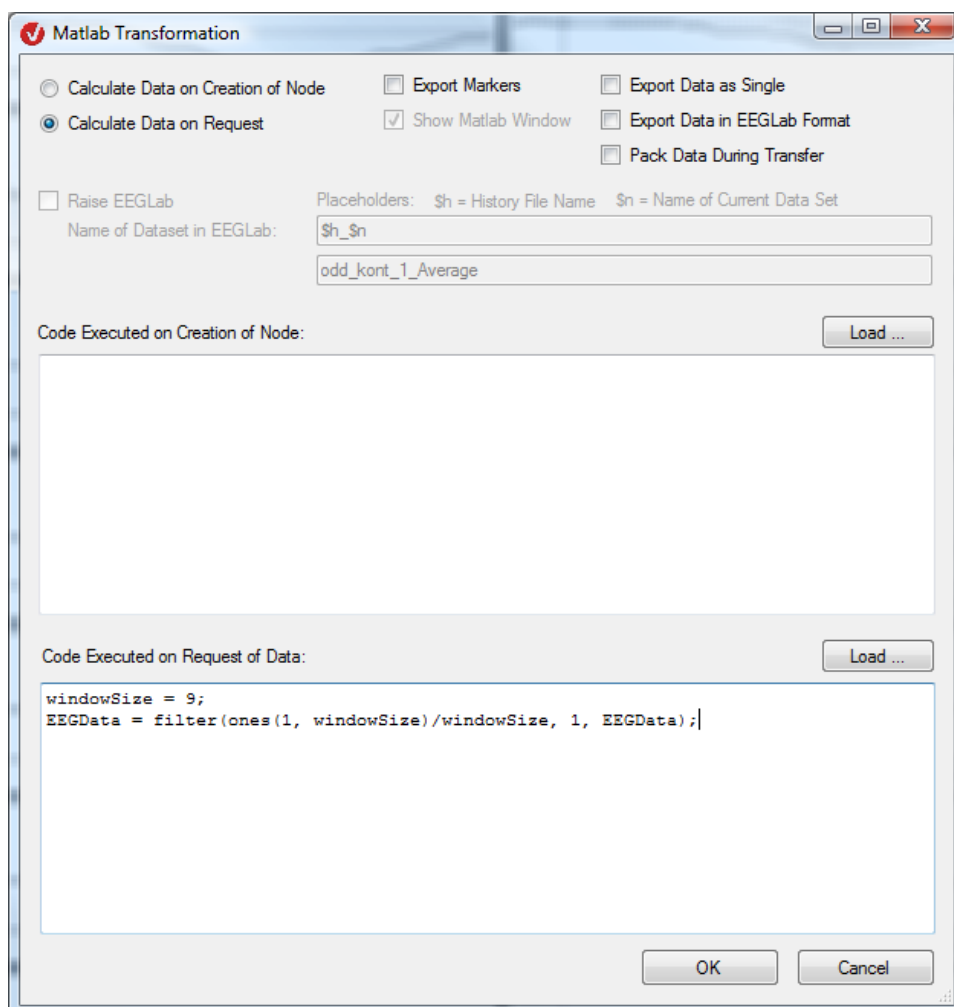 Matlab Transformation
Calculate Data on Creation of Node
Export Markers
Export Data as Single
Calculate Data on Request
Show Matlab Window
Export Data in EEGLab Format
Pack Data During Transfer
Raise EEGLab
Placeholders: $h = History File Name $n = Name of Current Data Set
Name of Dataset in EEGLab:
$h_$n
odd_kont_1_Average
Code Executed on Creation of Node:
Load ...
Code Executed on Request of Data:
Load ...
windowSize = 9;
EEGData = filter(ones(1, windowSize)/windowSize, 1, EEGData);
OK
Cancel